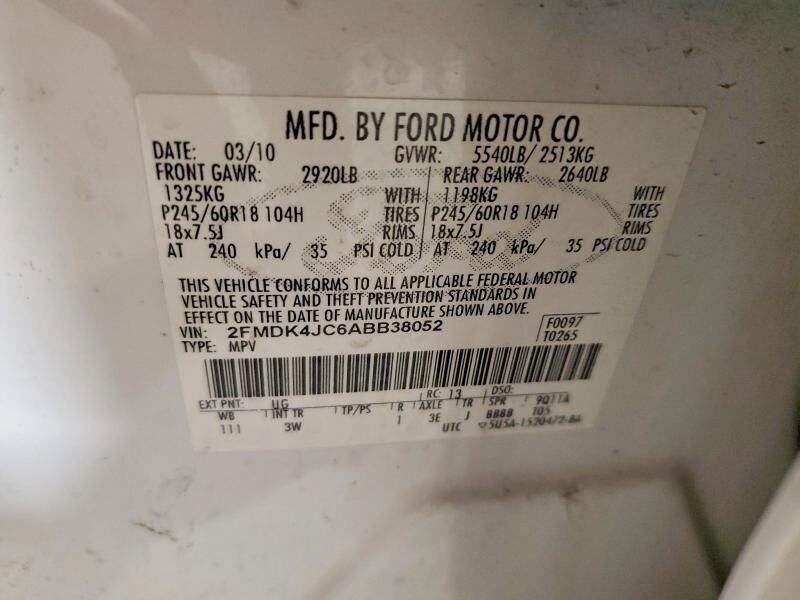 MFD. BY FORD MOTOR CO.
DATE: 03/10 GVWR: 5540LB/ 2513KG
FRONT GAWR: 2920LB REAR GAWR: 2640LB
1325KG WITH 1198KG WITH
P245/60R18 104H TIRES P245/60R18 104H TIRES
18x7.5J RIMS 18x7.5J RIMS
AT 240 kPa/ 35 PSI COLD AT 240 kPa/ 35 PSI COLD
THIS VEHICLE CONFORMS TO ALL APPLICABLE FEDERAL MOTOR
VEHICLE SAFETY AND THEFT PREVENTION STANDARDS IN
EFFECT ON THE DATE OF MANUFACTURE SHOWN ABOVE.
VIN: 2FMDK4JC6ABB38052 F0097
TYPE: MPV T0265
EXT PNT: UG RC: 13 DSO:
WB INT TR TP/PS R AXLE TR SPR 9Q11A
111 3W 1 3E J BBBB T05
UTC 5U5A-1520472-BA